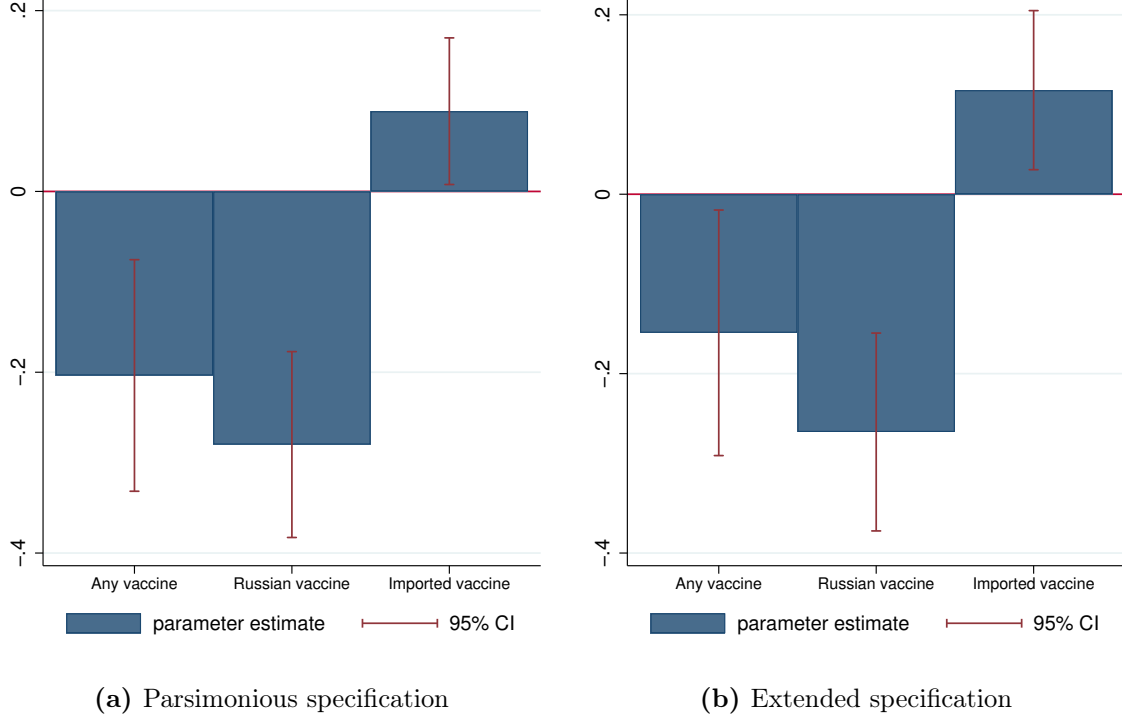 .2
0
-.2
-.4
Any vaccine Russian vaccine Imported vaccine
parameter estimate 95% CI
(a) Parsimonious specification
.2
0
-.2
-.4
Any vaccine Russian vaccine Imported vaccine
parameter estimate 95% CI
(b) Extended specification